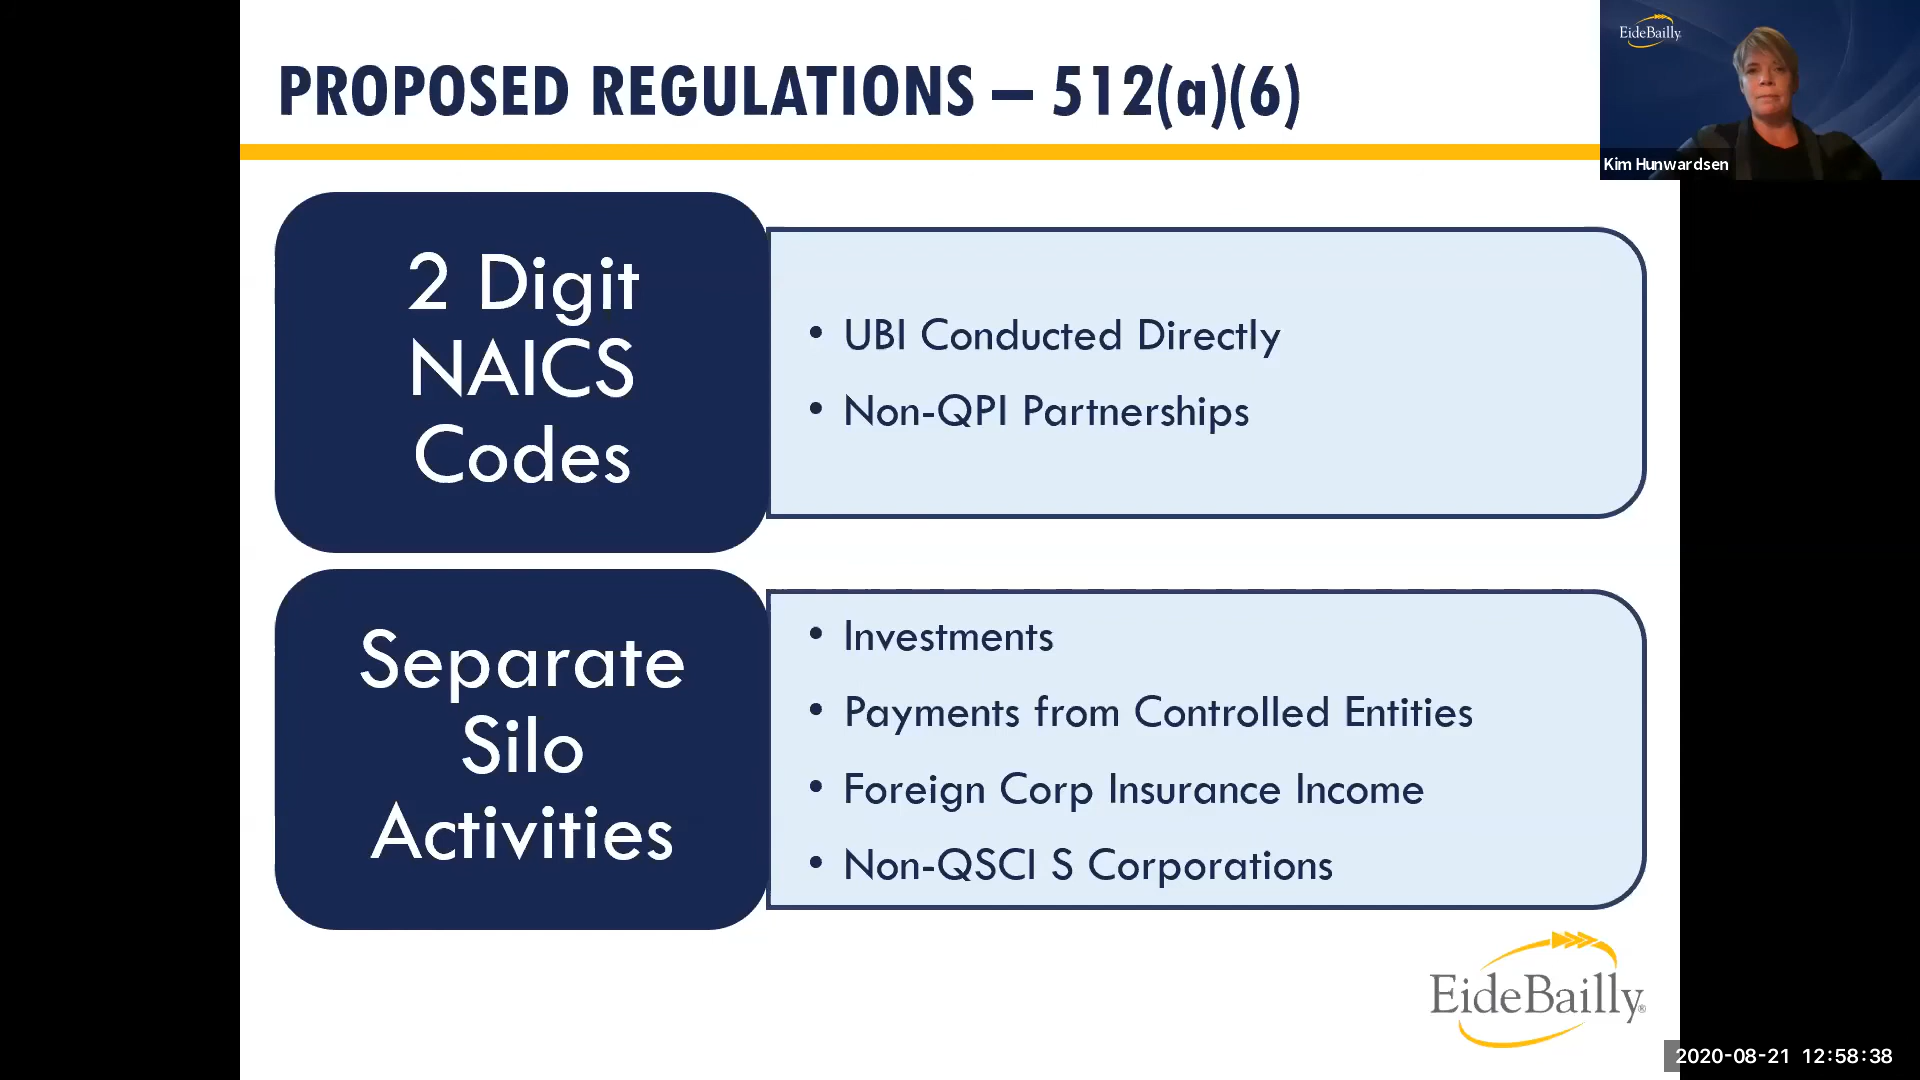 PROPOSED REGULATIONS – 512(a)(6)
EideBailly
Kim Hunwardsen
2 Digit
NAICS
Codes
• UBI Conducted Directly
• Non-QPI Partnerships
Separate
Silo
Activities
• Investments
• Payments from Controlled Entities
• Foreign Corp Insurance Income
• Non-QSCI S Corporations
EideBailly®
2020-08-21 12:58:38